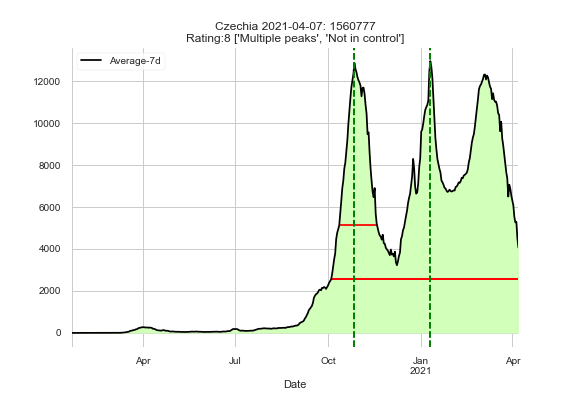 Czechia 2021-04-07: 1560777
Rating:8 ['Multiple peaks', 'Not in control']
Average-7d
12000
10000
8000
6000
4000
2000
0
Apr
Jul
Oct
Jan
2021
Apr
Date